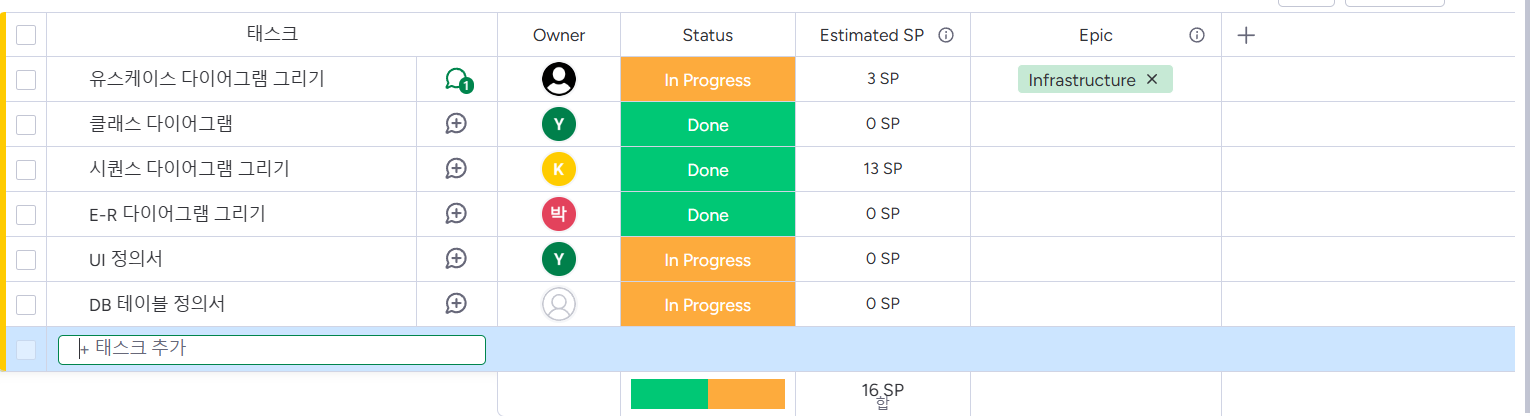 태스크 Owner Status Estimated SP Epic
유스케이스 다이어그램 그리기 1 In Progress 3 SP Infrastructure
클래스 다이어그램 Y Done 0 SP
시퀀스 다이어그램 그리기 K Done 13 SP
E-R 다이어그램 그리기 박 Done 0 SP
UI 정의서 Y In Progress 0 SP
DB 테이블 정의서 In Progress 0 SP
+ 태스크 추가
16 SP
합